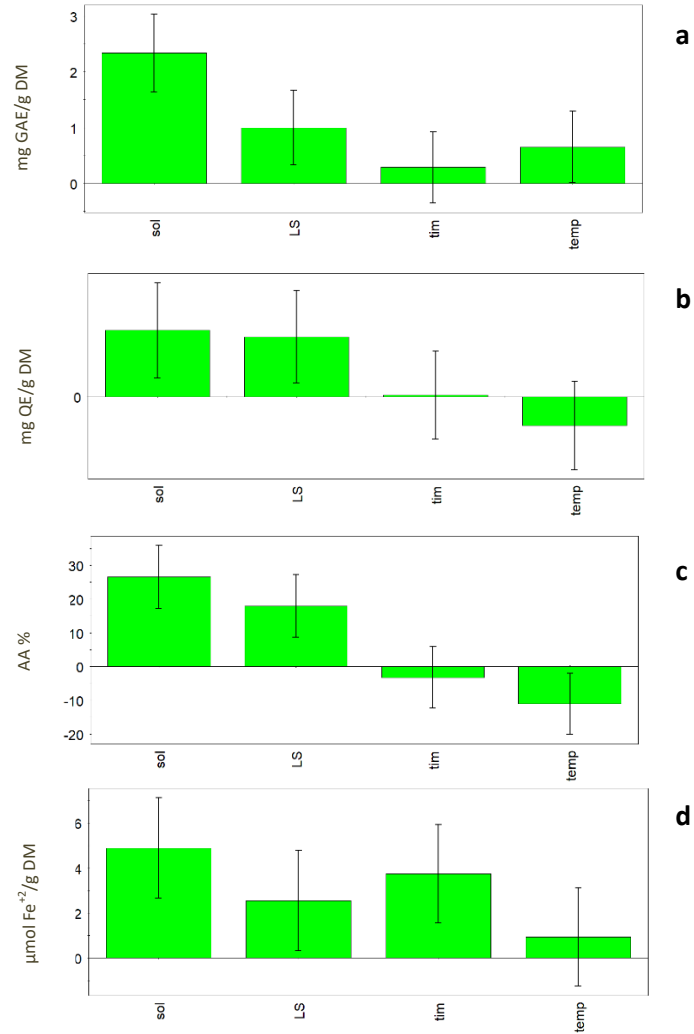 a
mg GAE/g DM
3
2
1
0
sol
LS
tim
temp
b
mg QE/g DM
0
sol
LS
tim
temp
c
AA %
30
20
10
0
-10
-20
sol
LS
tim
temp
d
µmol Fe⁺²/g DM
6
4
2
0
sol
LS
tim
temp